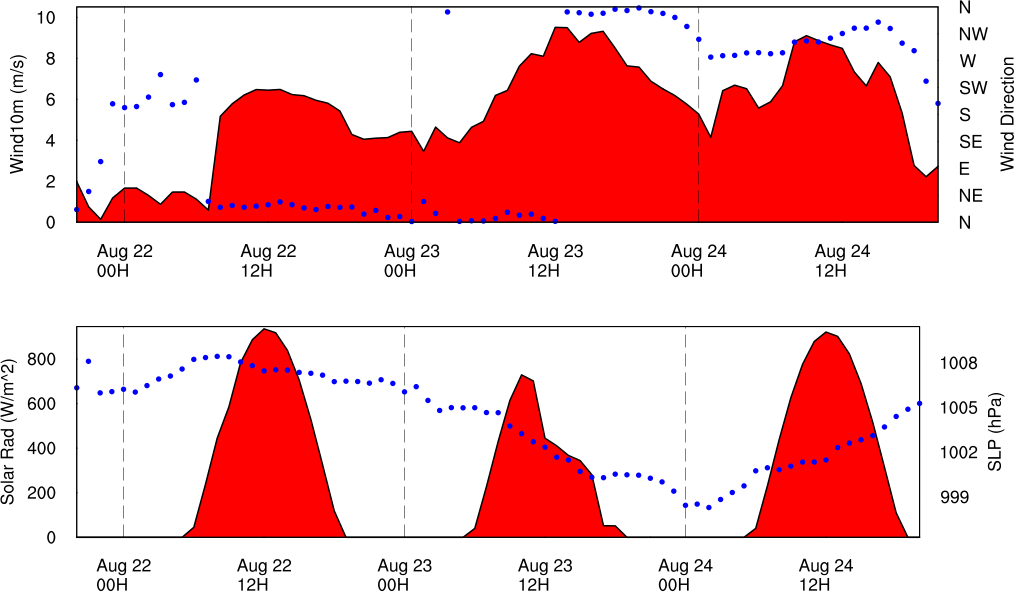 Wind10m (m/s)
10
8
6
4
2
0
N
NW
W
SW
S
SE
E
NE
N
Wind Direction
Aug 22 Aug 22 Aug 23 Aug 23 Aug 24 Aug 24
00H 12H 00H 12H 00H 12H
Solar Rad (W/m^2)
800
600
400
200
0
1008
1005
1002
999
SLP (hPa)
Aug 22 Aug 22 Aug 23 Aug 23 Aug 24 Aug 24
00H 12H 00H 12H 00H 12H